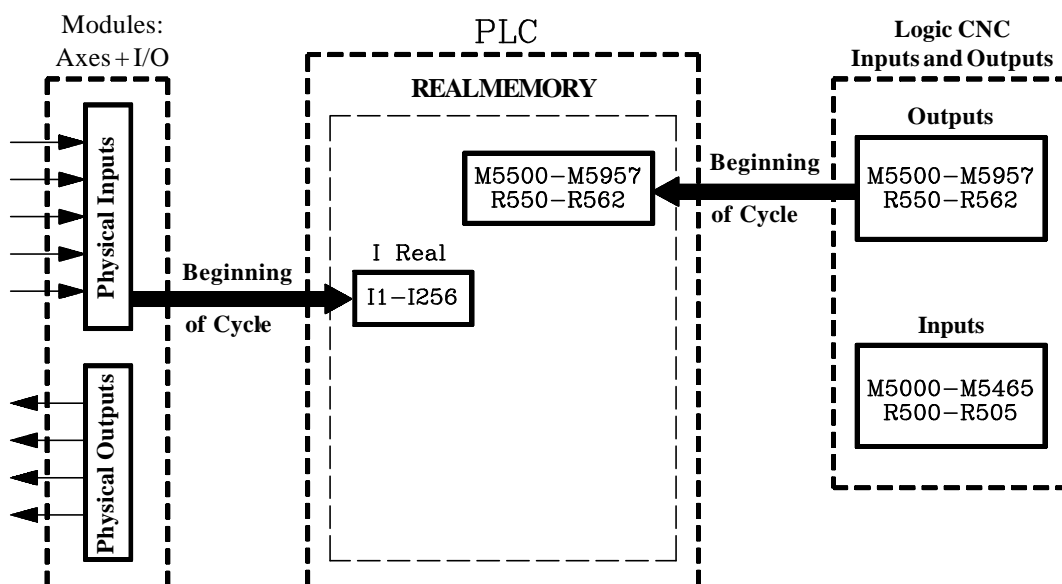 Modules:
Axes + I/O
Physical Inputs
Physical Outputs
Beginning
of Cycle
PLC
REALMEMORY
M5500-M5957
R550-R562
I Real
I1-I256
Beginning
of Cycle
Logic CNC
Inputs and Outputs
Outputs
M5500-M5957
R550-R562
Inputs
M5000-M5465
R500-R505